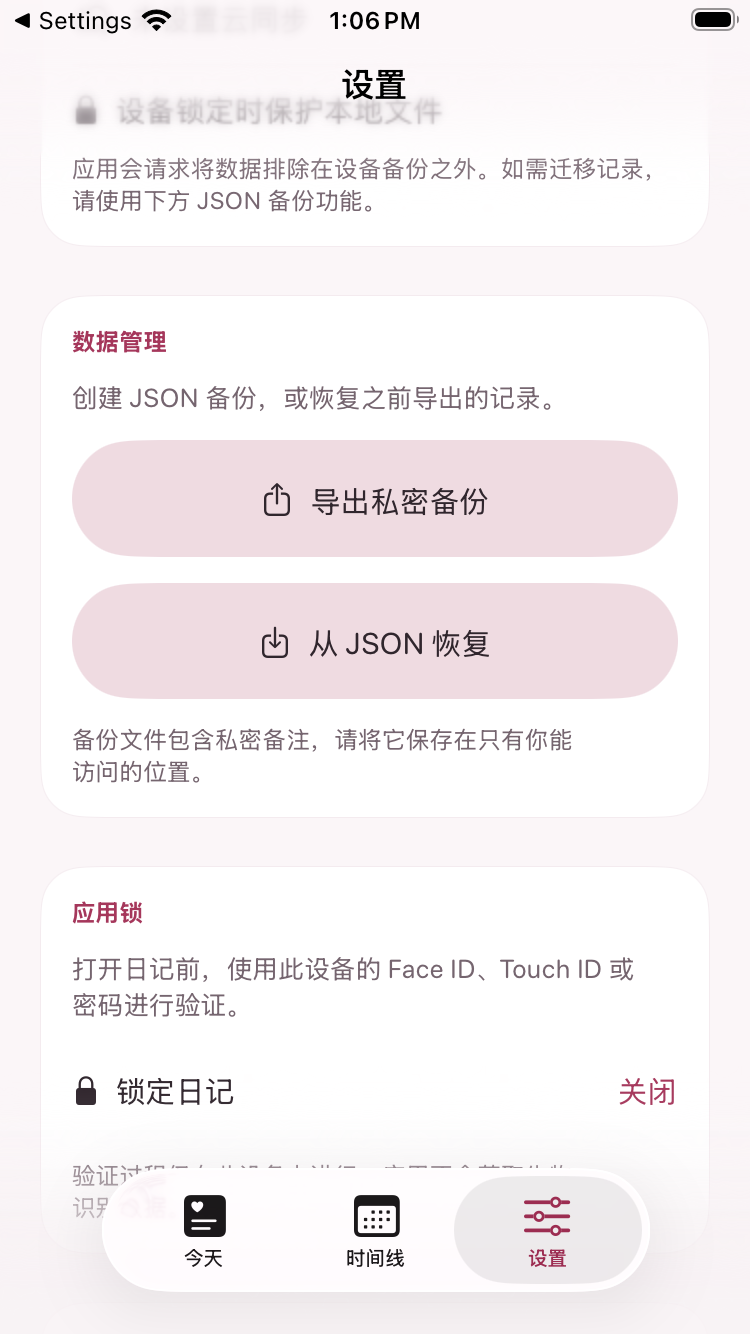 Settings
1:06 PM
设置
设备锁定时保护本地文件
应用会请求将数据排除在设备备份之外。如需迁移记录，
请使用下方 JSON 备份功能。
数据管理
创建 JSON 备份，或恢复之前导出的记录。
导出私密备份
从 JSON 恢复
备份文件包含私密备注，请将它保存在只有你能
访问的位置。
应用锁
打开日记前，使用此设备的 Face ID、Touch ID 或
密码进行验证。
锁定日记
关闭
今天
时间线
设置